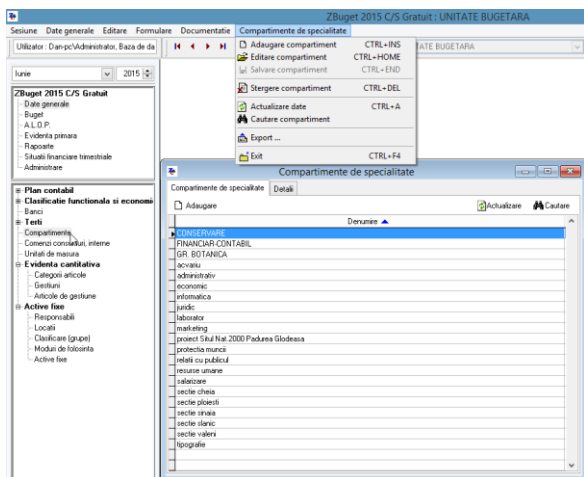 ZBuget 2015 C/S Gratuit : UNITATE BUGETARA
Sesiune Date generale Editare Formulare Documentatie Compartimente de specialitate
Utilizator : Dan-pc\Administrator, Baza de da
TATE BUGETARA
Adaugare compartiment CTRL+INS
Editare compartiment CTRL+HOME
Salvare compartiment CTRL+END
Stergere compartiment CTRL+DEL
Actualizare date CTRL+A
Cautare compartiment
Export ...
Exit CTRL+F4
Iunie 2015
ZBuget 2015 C/S Gratuit
Date generale
Buget
A.L.O.P.
Evidenta primara
Rapoarte
Situatii financiare trimestriale
Administrare
Plan contabil
Clasificatie functionala si economi
Banci
Terti
Compartimente
Comenzi consumuri, interne
Unitati de masura
Evidenta cantitativa
Categorii articole
Gestiuni
Articole de gestiune
Active fixe
Responsabili
Locatii
Clasificare (grupe)
Moduri de folosinta
Active fixe
Compartimente de specialitate
Compartimente de specialitate Detalii
Adaugare Actualizare Cautare
Denumire
CONSERVARE
FINANCIAR-CONTABIL
GR. BOTANICA
acvariu
administrativ
economic
informatica
juridic
laborator
marketing
proiect Situl Nat.2000 Padurea Glodeasa
protectia muncii
relatii cu publicul
resurse umane
salarizare
sectie cheia
sectie ploiesti
sectie sinaia
sectie slanic
sectie valeni
tipografie